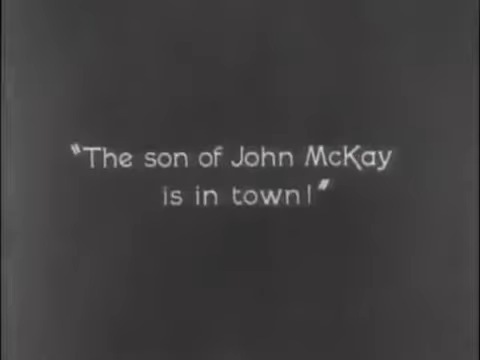 "The son of John McKay
is in town!"